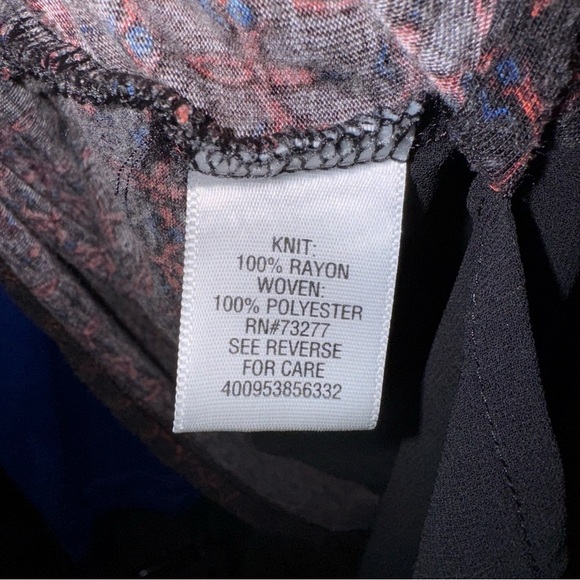 KNIT:
100% RAYON
WOVEN:
100% POLYESTER
RN#73277
SEE REVERSE
FOR CARE
400953856332